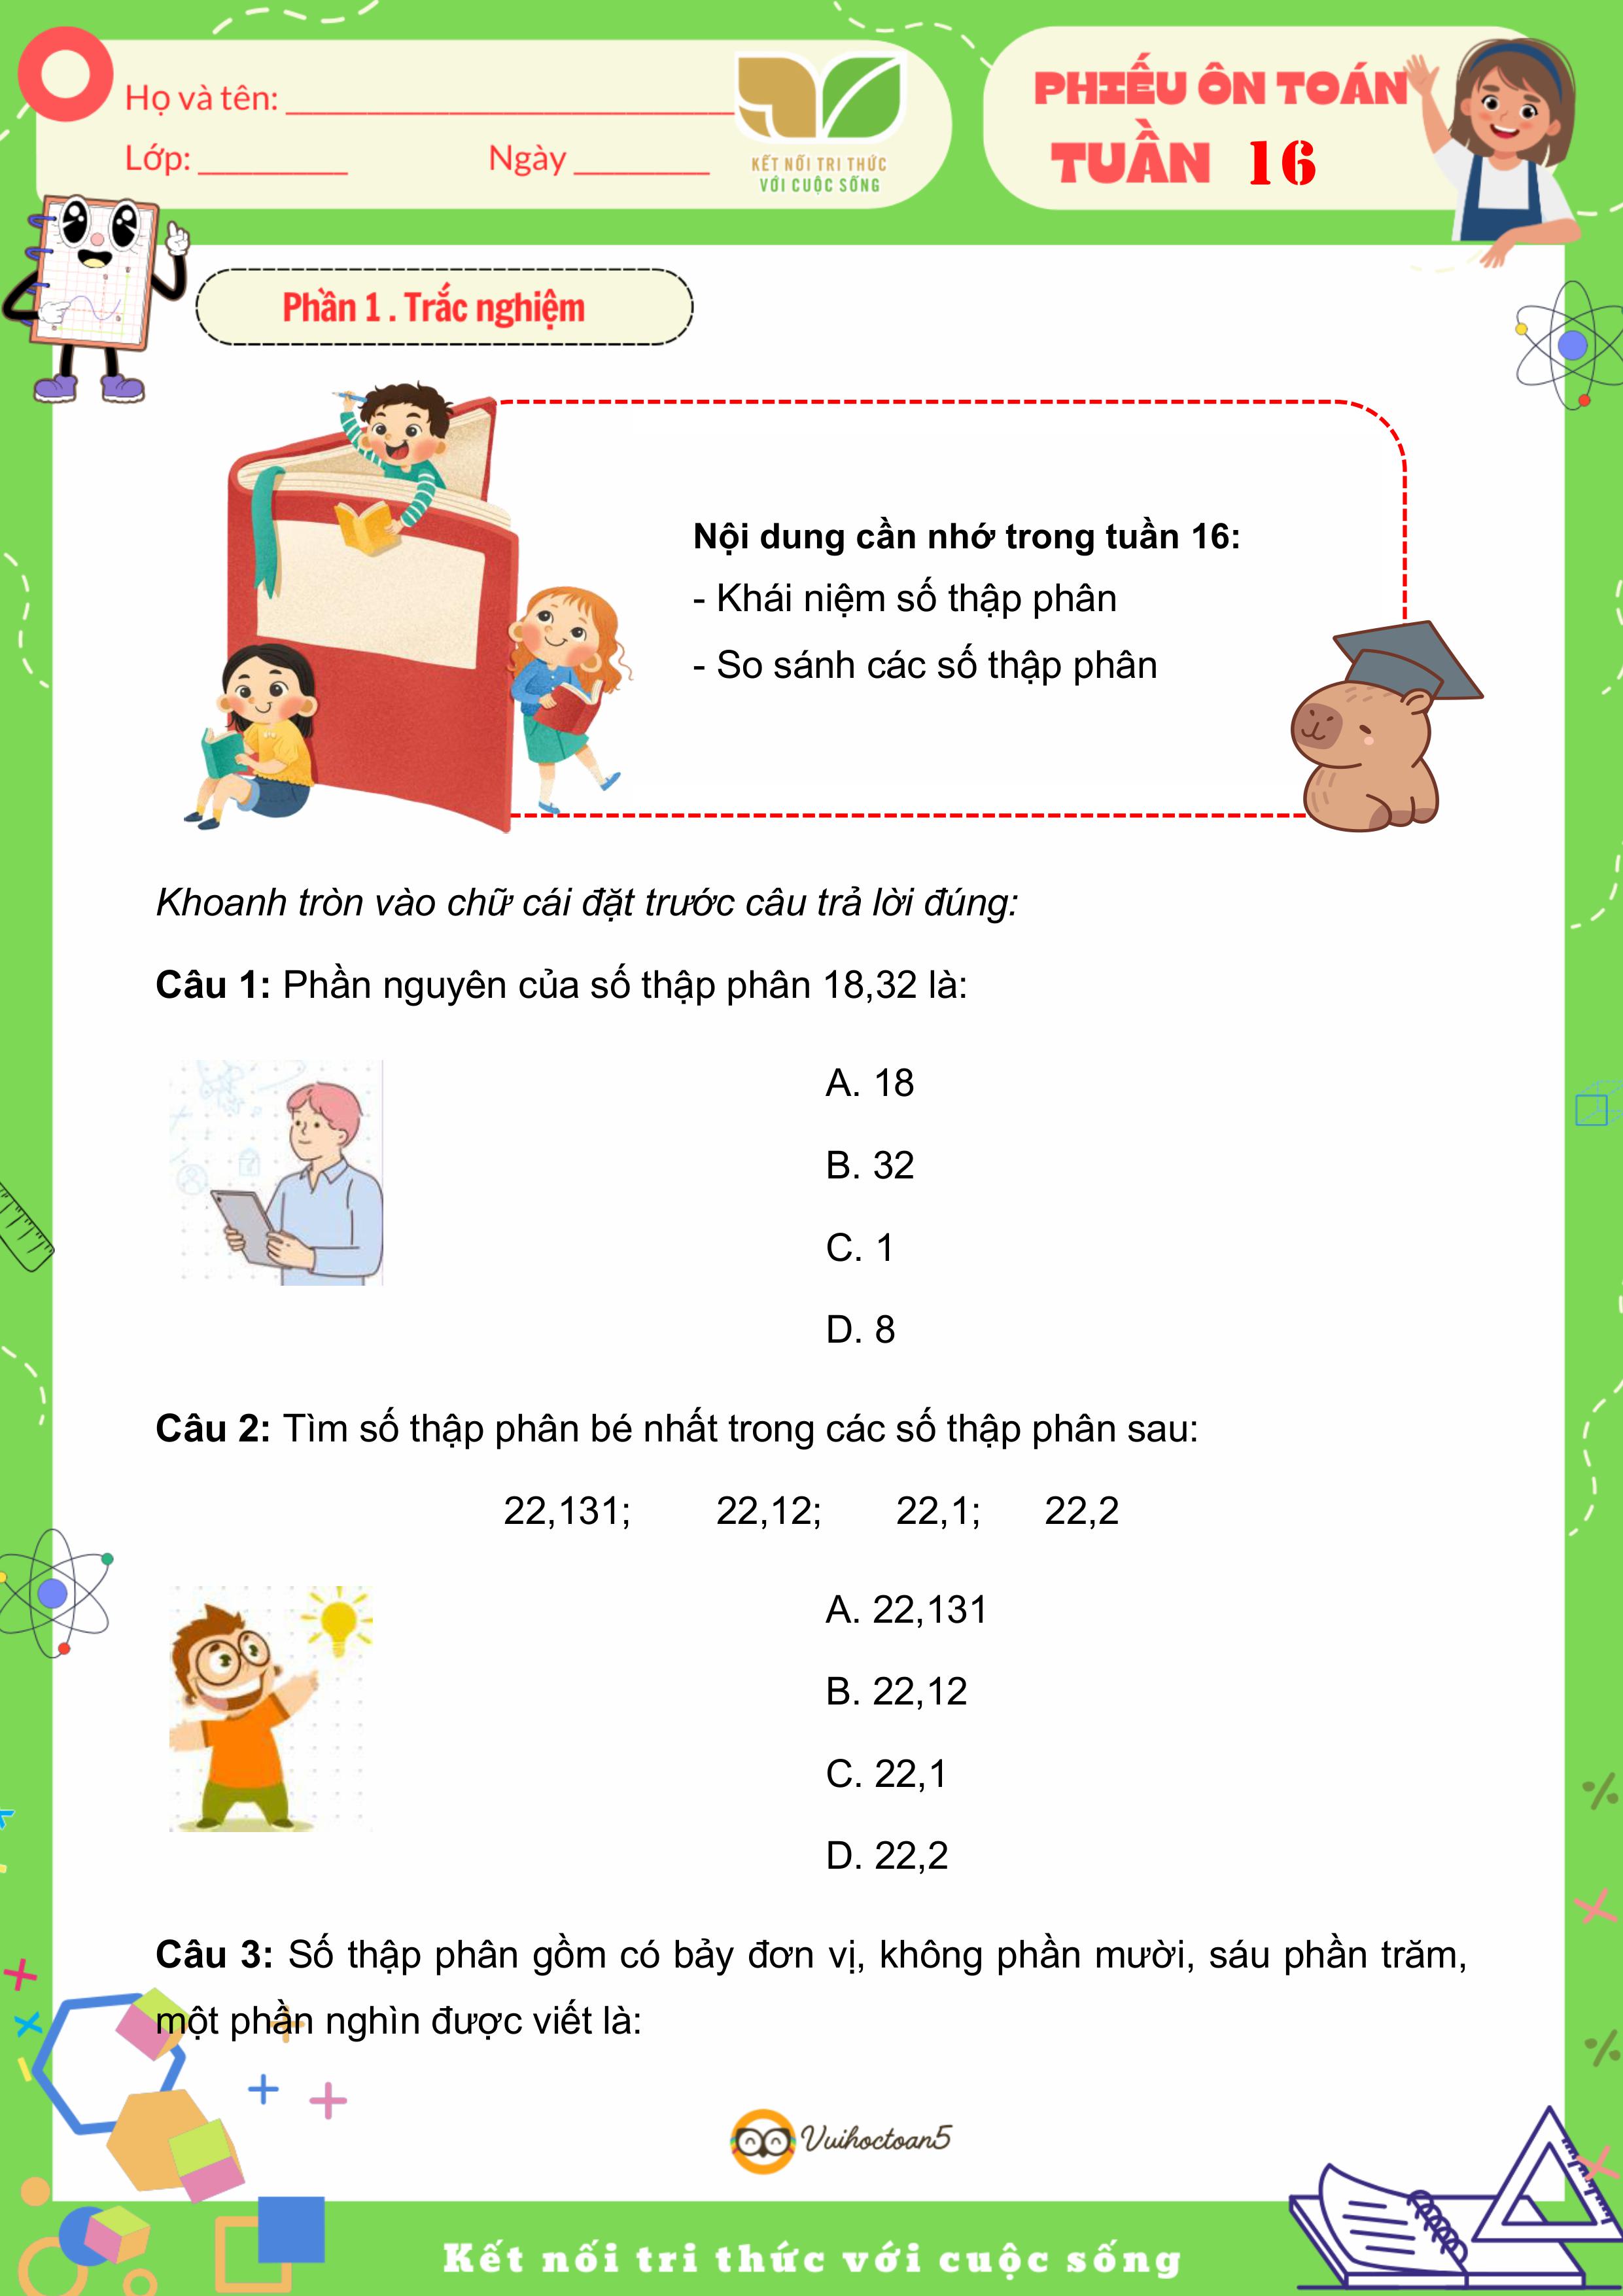 Họ và tên: ____________________
Lớp: ________ Ngày ________
KẾT NỐI TRI THỨC
VỚI CUỘC SỐNG
PHIẾU ÔN TOÁN
TUẦN 16
Phần 1 . Trắc nghiệm
Nội dung cần nhớ trong tuần 16:
- Khái niệm số thập phân
- So sánh các số thập phân
Khoanh tròn vào chữ cái đặt trước câu trả lời đúng:
Câu 1: Phần nguyên của số thập phân 18,32 là:
A. 18
B. 32
C. 1
D. 8
Câu 2: Tìm số thập phân bé nhất trong các số thập phân sau:
22,131; 22,12; 22,1; 22,2
A. 22,131
B. 22,12
C. 22,1
D. 22,2
Câu 3: Số thập phân gồm có bảy đơn vị, không phần mười, sáu phần trăm,
một phần nghìn được viết là:
Vuihoctoan5
Kết nối tri thức với cuộc sống